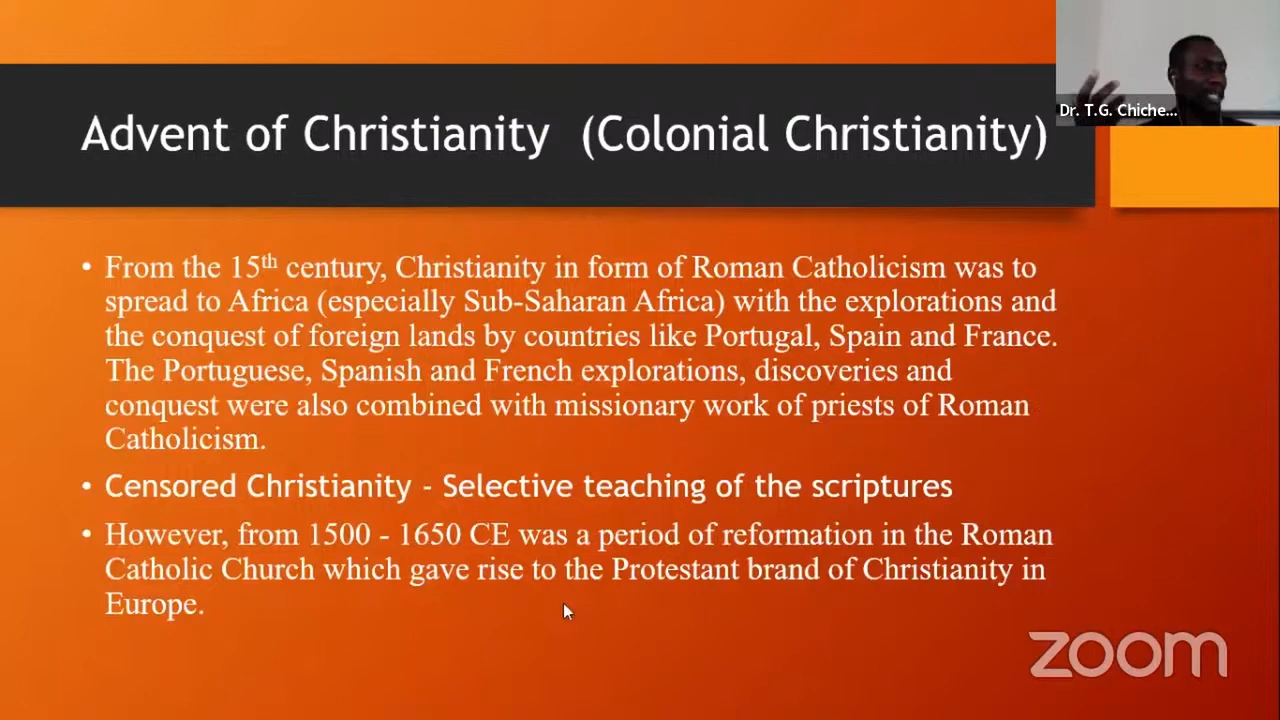 Advent of Christianity (Colonial Christianity)
Dr. T.G. Chiche...
• From the 15th century, Christianity in form of Roman Catholicism was to
spread to Africa (especially Sub-Saharan Africa) with the explorations and
the conquest of foreign lands by countries like Portugal, Spain and France.
The Portuguese, Spanish and French explorations, discoveries and
conquest were also combined with missionary work of priests of Roman
Catholicism.
• Censored Christianity - Selective teaching of the scriptures
• However, from 1500 - 1650 CE was a period of reformation in the Roman
Catholic Church which gave rise to the Protestant brand of Christianity in
Europe.
zoom